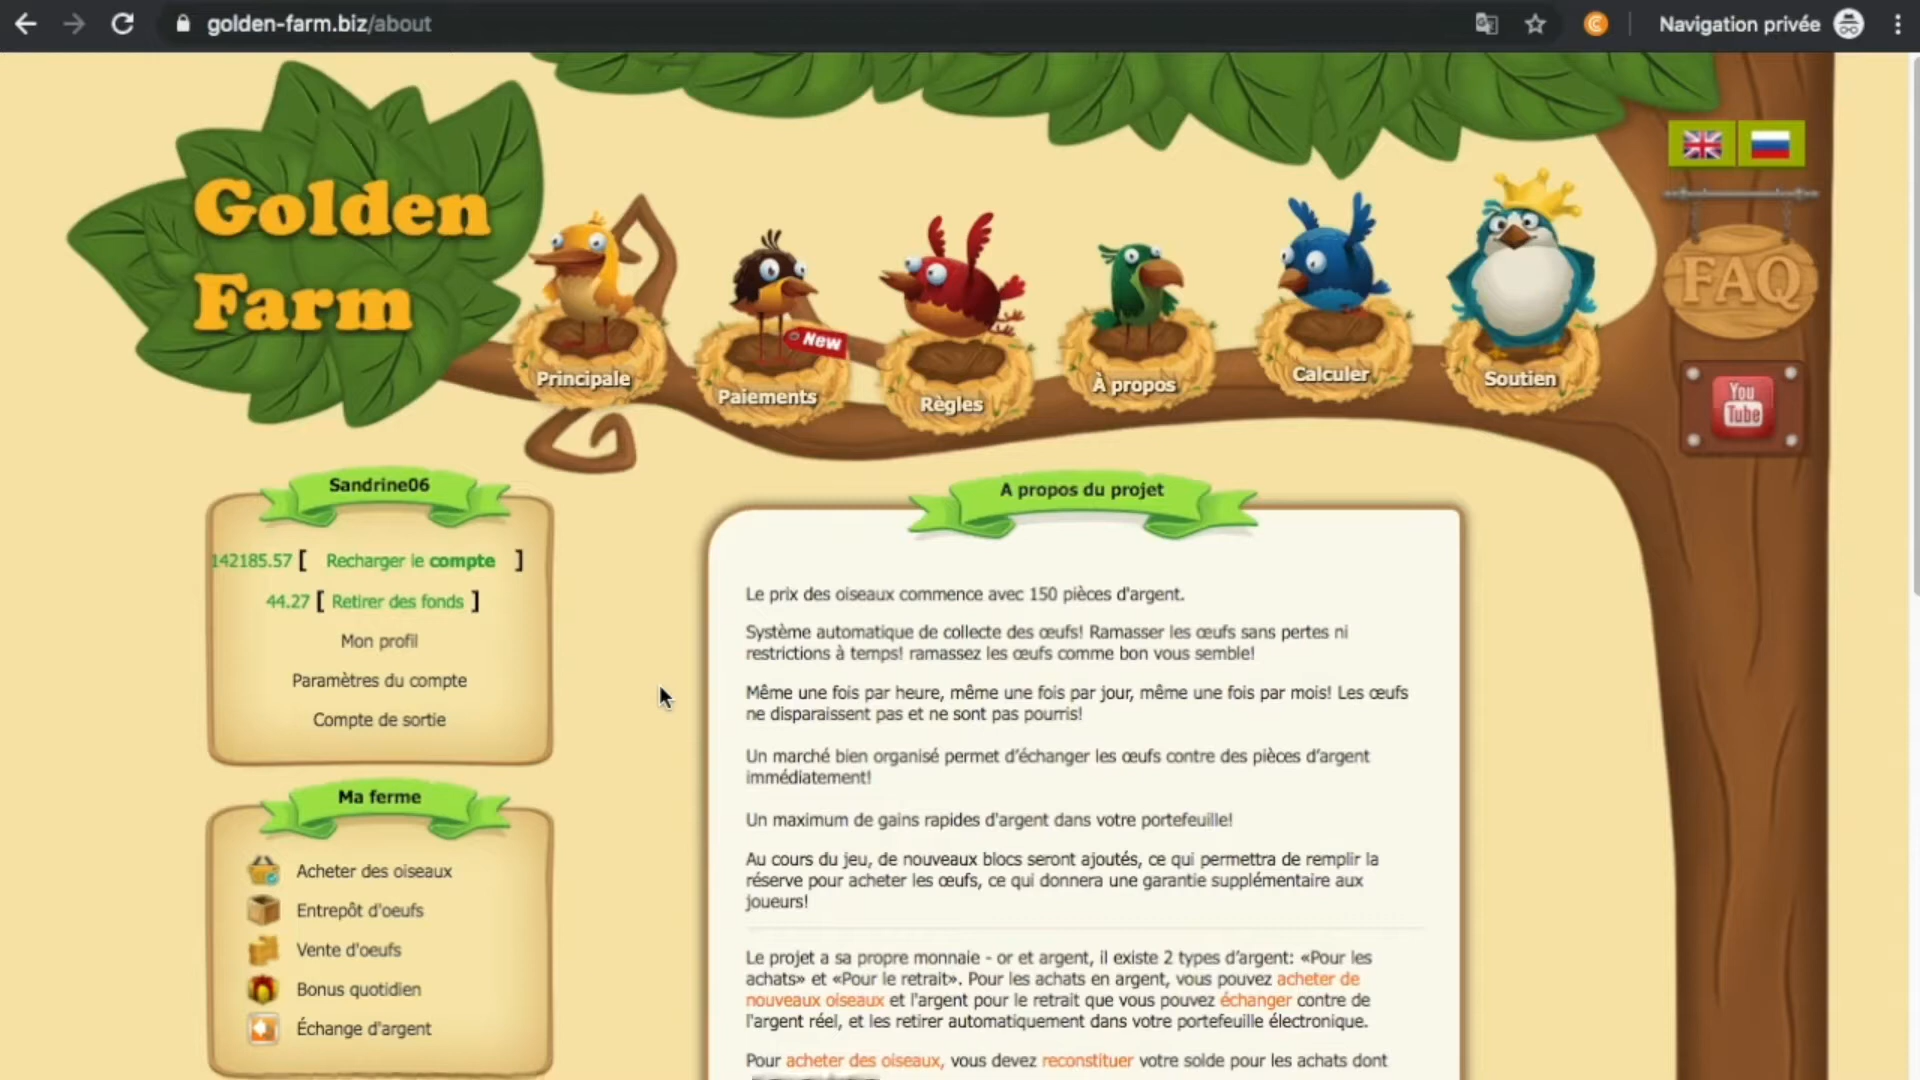 golden-farm.biz/about
Navigation privée
Golden
Farm
Principale
Paiements
New
Règles
À propos
Calculer
Soutien
FAQ
You
Tube
Sandrine06
142185.57 [ Recharger le compte ]
44.27 [ Retirer des fonds ]
Mon profil
Paramètres du compte
Compte de sortie
Ma ferme
Acheter des oiseaux
Entrepôt d'oeufs
Vente d'oeufs
Bonus quotidien
Échange d'argent
A propos du projet
Le prix des oiseaux commence avec 150 pièces d'argent.
Système automatique de collecte des œufs! Ramasser les œufs sans pertes ni
restrictions à temps! ramassez les œufs comme bon vous semble!
Même une fois par heure, même une fois par jour, même une fois par mois! Les œufs
ne disparaissent pas et ne sont pas pourris!
Un marché bien organisé permet d’échanger les œufs contre des pièces d’argent
immédiatement!
Un maximum de gains rapides d'argent dans votre portefeuille!
Au cours du jeu, de nouveaux blocs seront ajoutés, ce qui permettra de remplir la
réserve pour acheter les œufs, ce qui donnera une garantie supplémentaire aux
joueurs!
Le projet a sa propre monnaie - or et argent, il existe 2 types d’argent: «Pour les
achats» et «Pour le retrait». Pour les achats en argent, vous pouvez acheter de
nouveaux oiseaux et l'argent pour le retrait que vous pouvez échanger contre de
l'argent réel, et les retirer automatiquement dans votre portefeuille électronique.
Pour acheter des oiseaux, vous devez reconstituer votre solde pour les achats dont